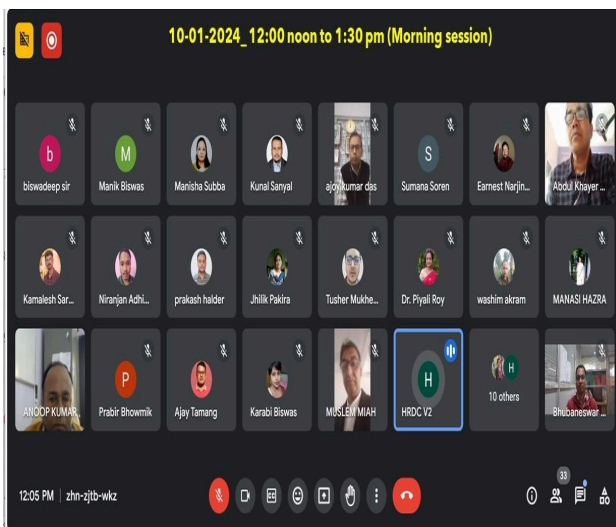 10-01-2024_ 12:00 noon to 1:30 pm (Morning session)
b
M
S
biswadeep sir
Manik Biswas
Manisha Subba
Kunal Sanyal
ajoy kumar das
Sumana Soren
Earnest Narjin...
Abdul Khayer ...
Kamalesh Sar...
Niranjan Adhi...
prakash halder
Jhilik Pakira
Tusher Mukhe...
Dr. Piyali Roy
washim akram
MANASI HAZRA
P
H
H
ANOOP KUMAR
Prabir Bhowmik
Ajay Tamang
Karabi Biswas
MUSLEM MIAH
HRDC V2
10 others
Bhubaneswar ...
33
12:05 PM | zhn-zjtb-wkz